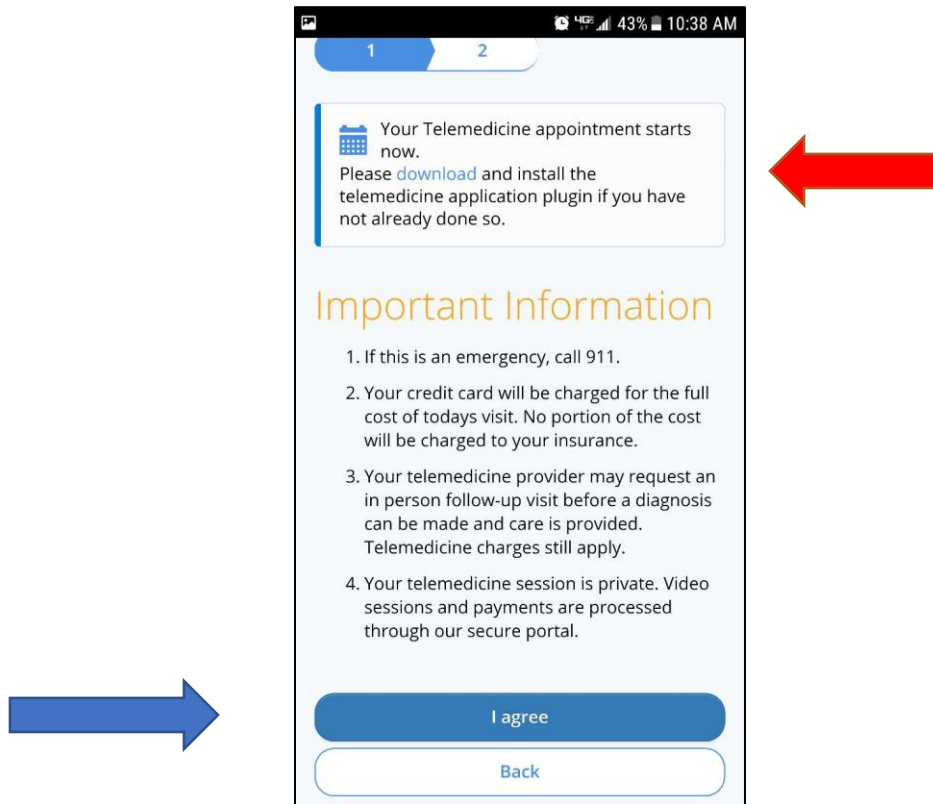 4GE 43% 10:38 AM
1 2
Your Telemedicine appointment starts
now.
Please download and install the
telemedicine application plugin if you have
not already done so.
Important Information
1. If this is an emergency, call 911.
2. Your credit card will be charged for the full
cost of todays visit. No portion of the cost
will be charged to your insurance.
3. Your telemedicine provider may request an
in person follow-up visit before a diagnosis
can be made and care is provided.
Telemedicine charges still apply.
4. Your telemedicine session is private. Video
sessions and payments are processed
through our secure portal.
I agree
Back